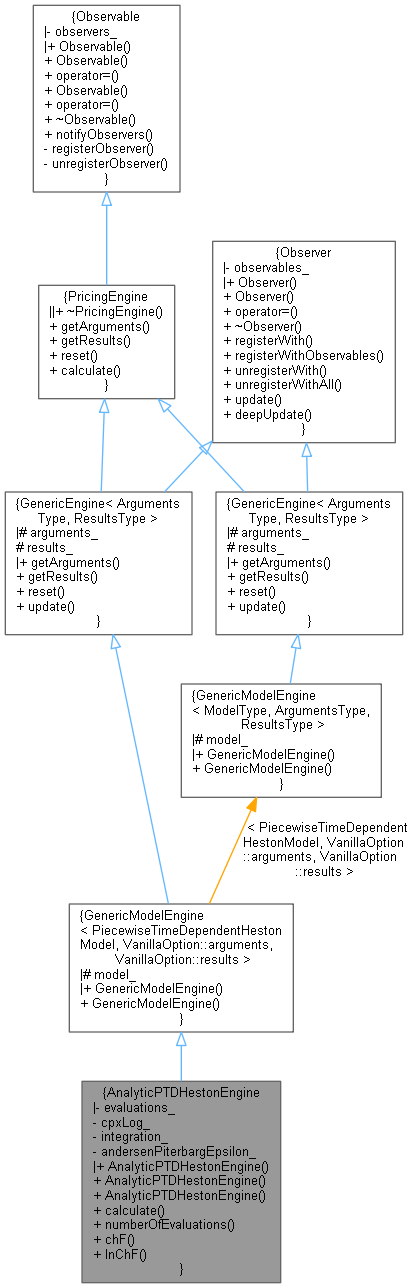 {Observable
|- observers_
|+ Observable()
+ Observable()
+ operator=()
+ Observable()
+ operator=()
+ ~Observable()
+ notifyObservers()
- registerObserver()
- unregisterObserver()
}
{Observer
|- observables_
|+ Observer()
+ Observer()
+ operator=()
+ ~Observer()
+ registerWith()
+ registerWithObservables()
+ unregisterWith()
+ unregisterWithAll()
+ update()
+ deepUpdate()
}
{PricingEngine
||+ ~PricingEngine()
+ getArguments()
+ getResults()
+ reset()
+ calculate()
}
{GenericEngine< Arguments
Type, ResultsType >
|# arguments_
# results_
|+ getArguments()
+ getResults()
+ reset()
+ update()
}
{GenericEngine< Arguments
Type, ResultsType >
|# arguments_
# results_
|+ getArguments()
+ getResults()
+ reset()
+ update()
}
{GenericModelEngine
< ModelType, ArgumentsType,
ResultsType >
|# model_
|+ GenericModelEngine()
+ GenericModelEngine()
}
< PiecewiseTimeDependent
HestonModel, VanillaOption
::arguments, VanillaOption
::results >
{GenericModelEngine
< PiecewiseTimeDependentHeston
Model, VanillaOption::arguments,
VanillaOption::results >
|# model_
|+ GenericModelEngine()
+ GenericModelEngine()
}
{AnalyticPTDHestonEngine
|- evaluations_
- cpxLog_
- integration_
- andersenPiterbargEpsilon_
|+ AnalyticPTDHestonEngine()
+ AnalyticPTDHestonEngine()
+ AnalyticPTDHestonEngine()
+ calculate()
+ numberOfEvaluations()
+ chF()
+ lnChF()
}